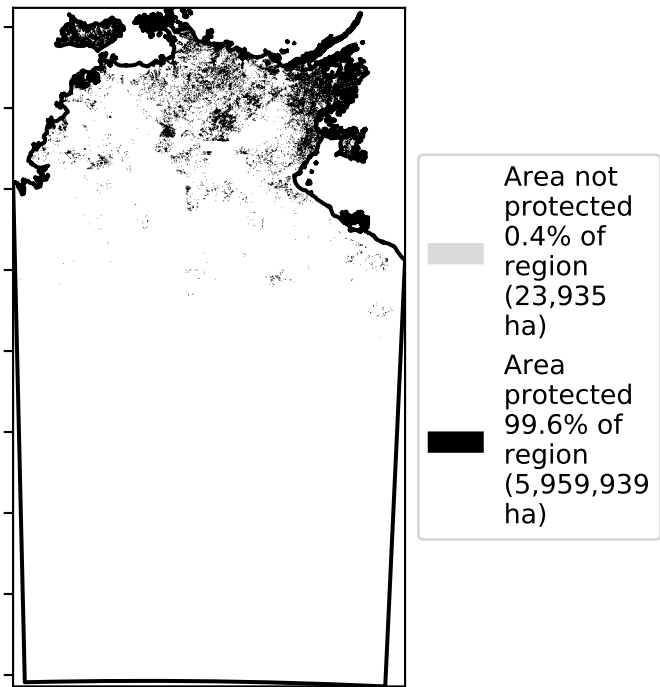 Area not
protected
0.4% of
region
(23,935
ha)
Area
protected
99.6% of
region
(5,959,939
ha)